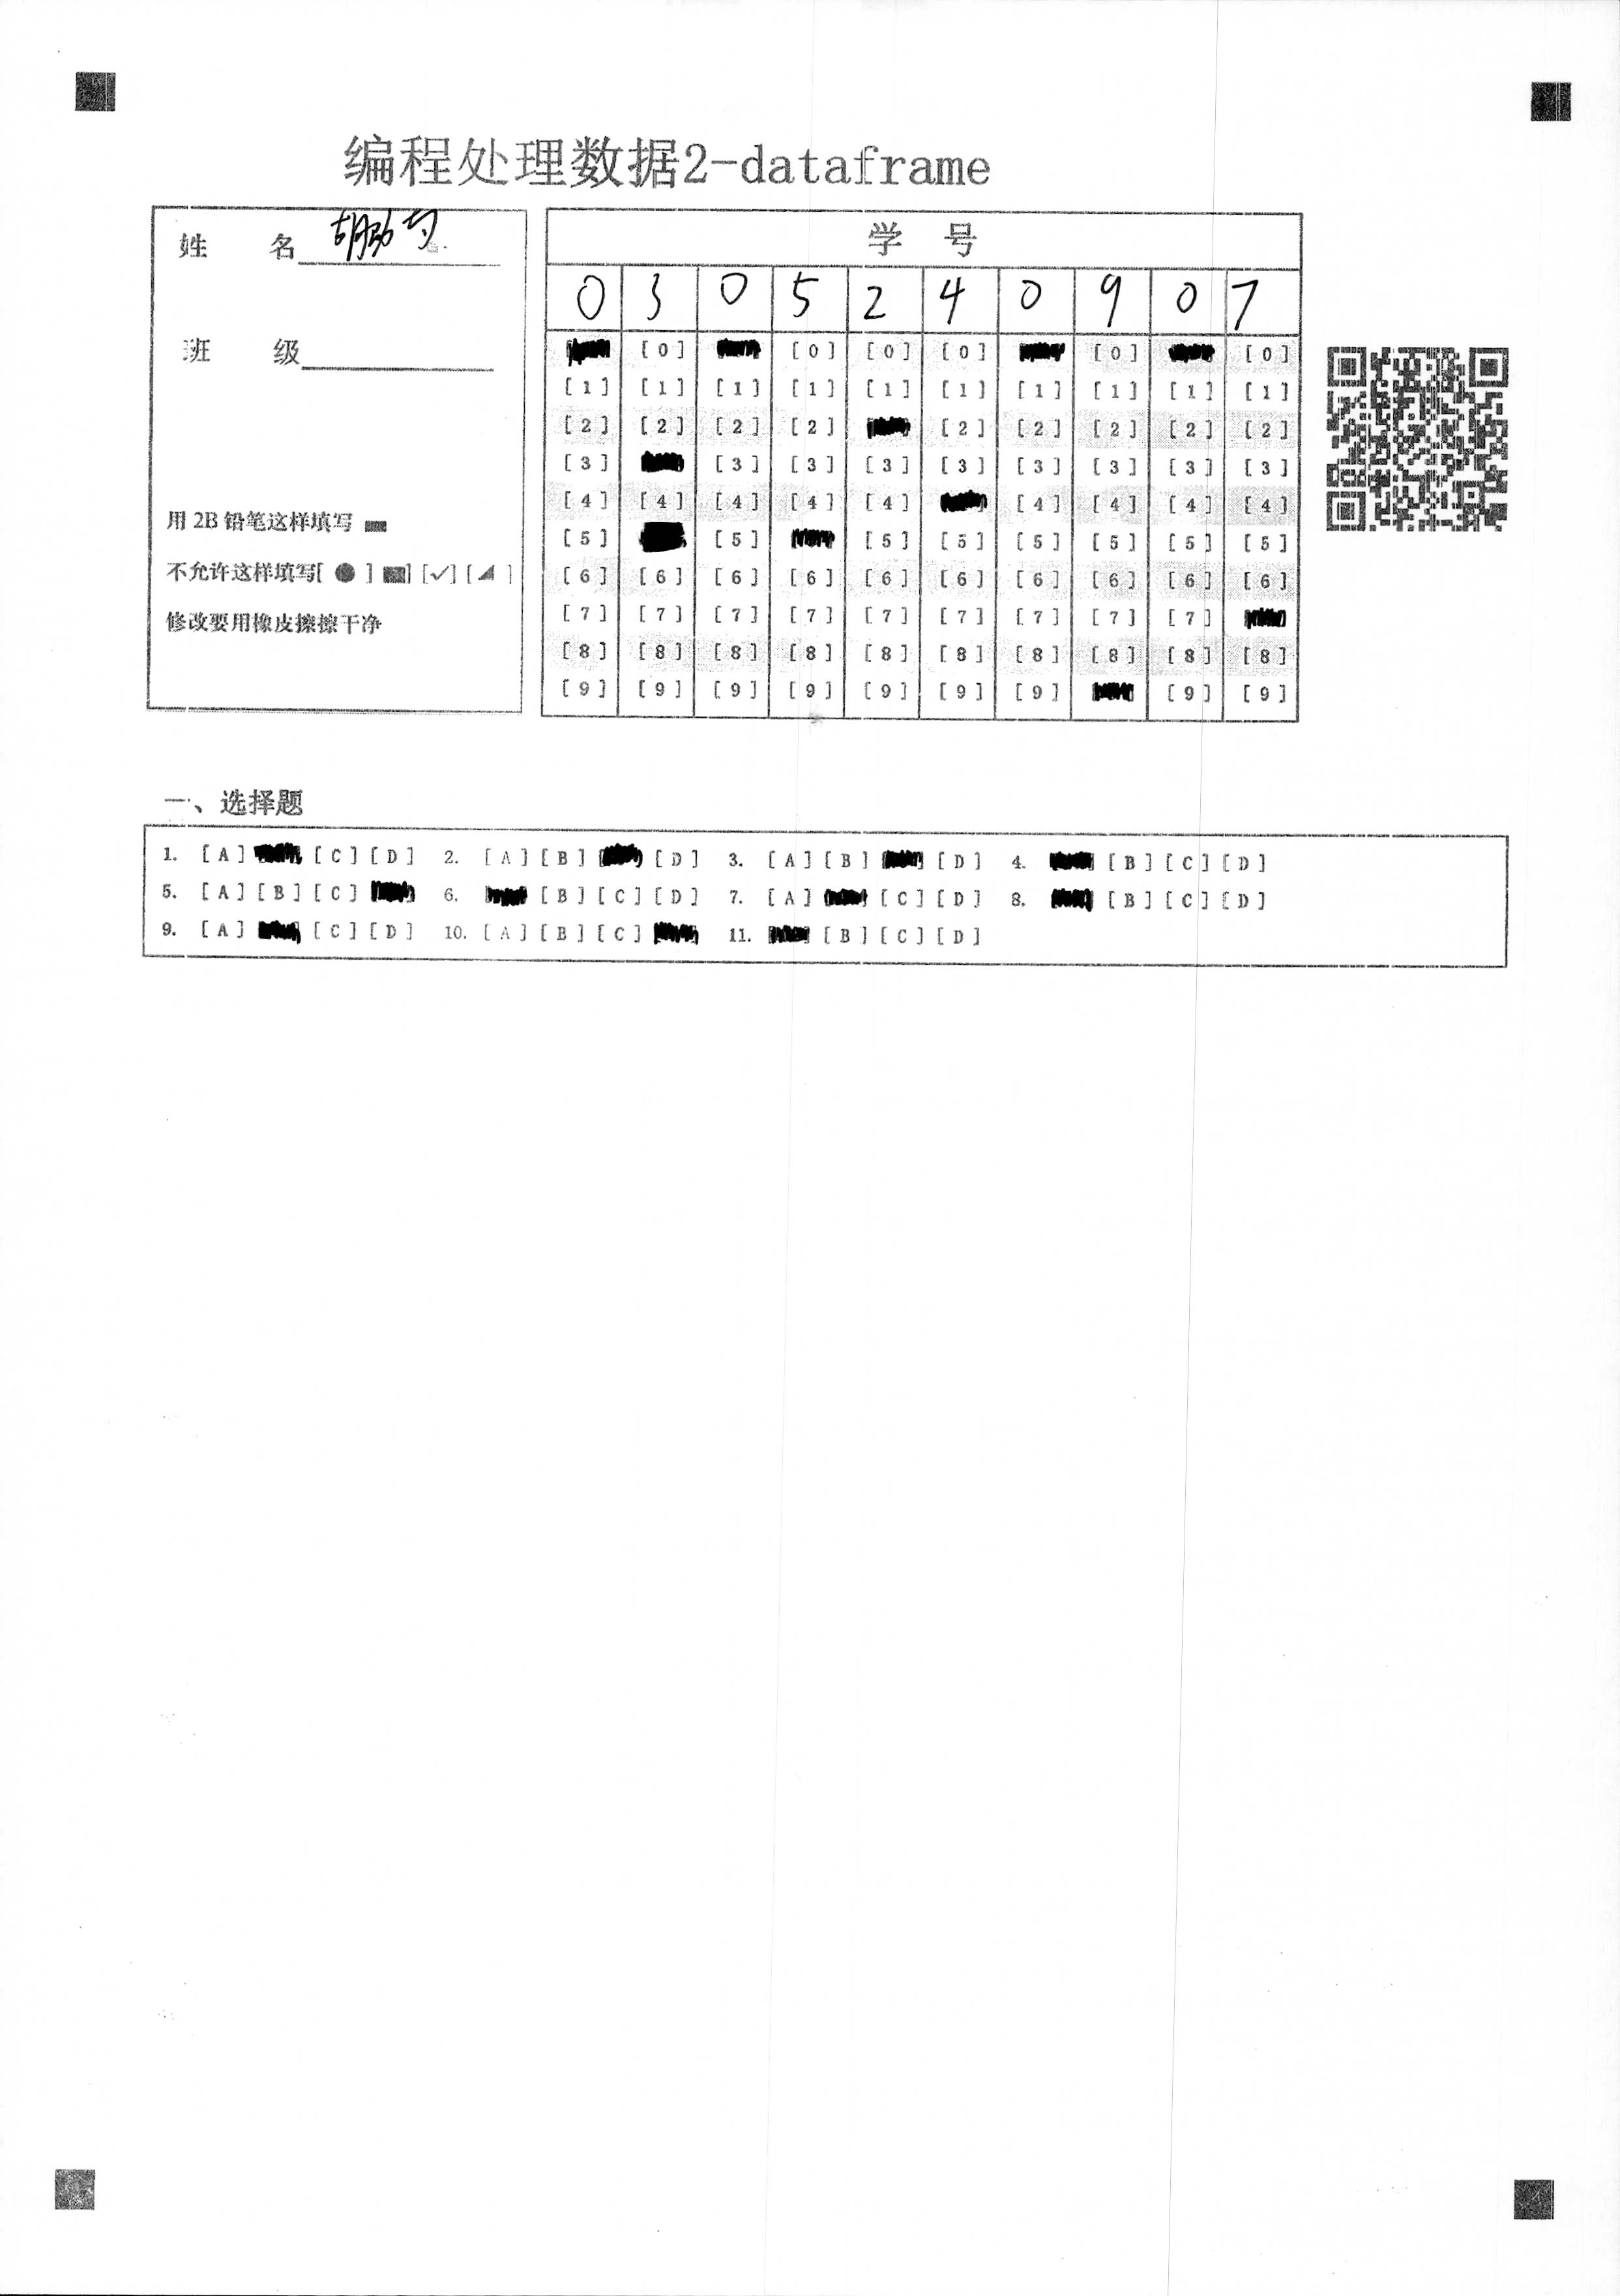 编程处理数据2-dataframe
姓 名 胡
学 号
0 3 0 5 2 4 0 9 0 7
班 级
[0] [0] [0] [0] [0] [0]
[1] [1] [1] [1] [1] [1] [1] [1] [1] [1]
[2] [2] [2] [2] [2] [2] [2] [2] [2]
[3] [3] [3] [3] [3] [3] [3] [3] [3]
[4] [4] [4] [4] [4] [4] [4] [4] [4]
[5] [5] [5] [5] [5] [5] [5] [5]
[6] [6] [6] [6] [6] [6] [6] [6] [6] [6]
[7] [7] [7] [7] [7] [7] [7] [7] [7]
[8] [8] [8] [8] [8] [8] [8] [8] [8] [8]
[9] [9] [9] [9] [9] [9] [9] [9] [9]
用 2B 铅笔这样填写
不允许这样填写[ ● ] [■] [✓] [◢ ]
修改要用橡皮擦擦干净
一、选择题
1. [A] [C] [D] 2. [A] [B] [D] 3. [A] [B] [D] 4. [B] [C] [D]
5. [A] [B] [C] 6. [B] [C] [D] 7. [A] [C] [D] 8. [B] [C] [D]
9. [A] [C] [D] 10. [A] [B] [C] 11. [B] [C] [D]